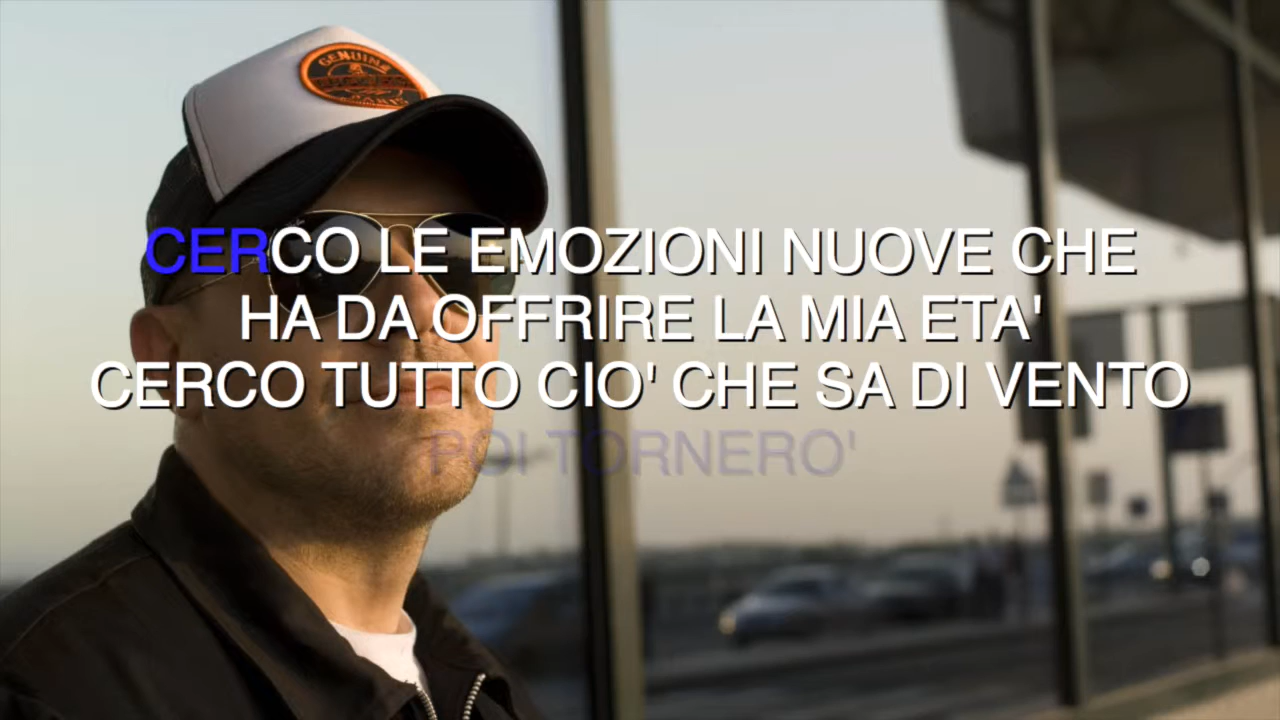 GENUINE
CERCO LE EMOZIONI NUOVE CHE
HA DA OFFRIRE LA MIA ETA'
CERCO TUTTO CIO' CHE SA DI VENTO
POI TORNERO'